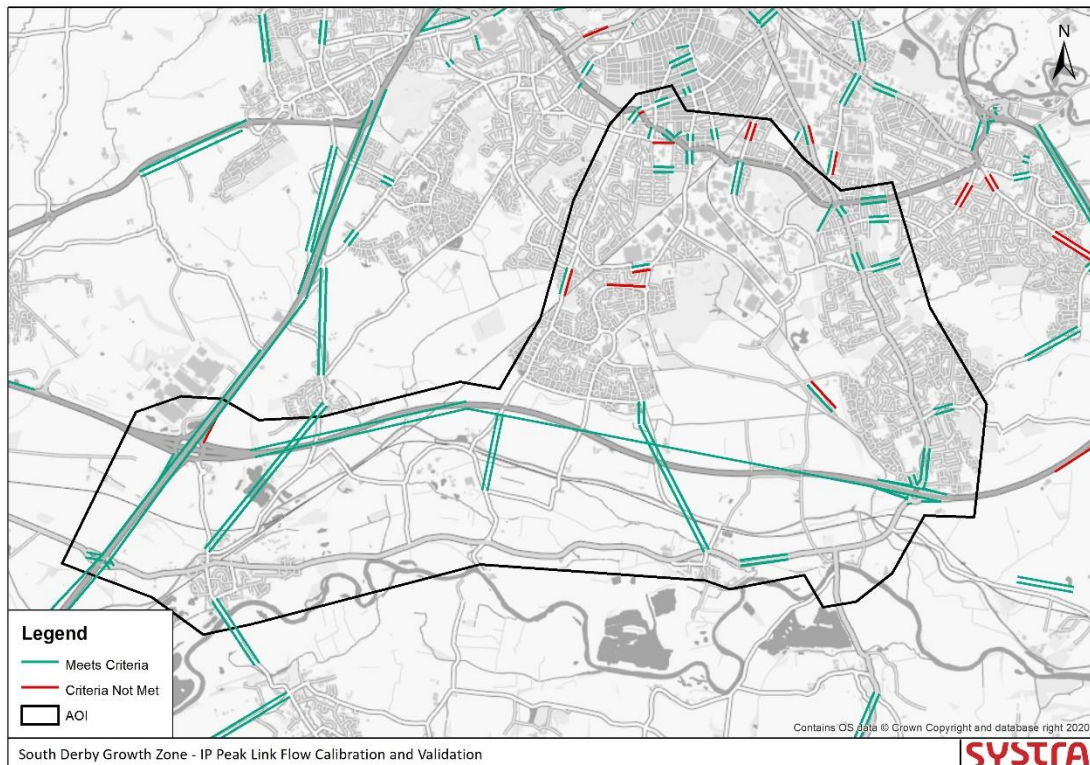 N
Legend
Meets Criteria
Criteria Not Met
AOI
Contains OS data © Crown Copyright and database right 2020
South Derby Growth Zone - IP Peak Link Flow Calibration and Validation
SYSTRA